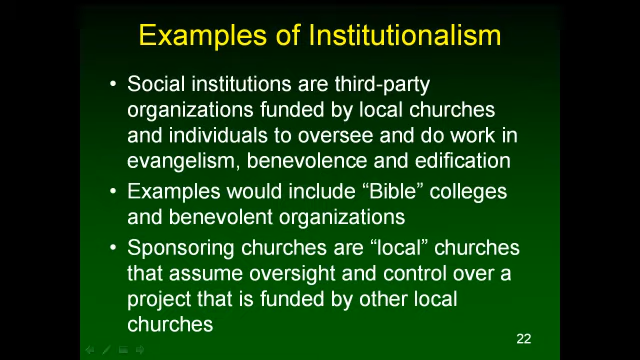 Examples of Institutionalism
• Social institutions are third-party
organizations funded by local churches
and individuals to oversee and do work in
evangelism, benevolence and edification
• Examples would include “Bible” colleges
and benevolent organizations
• Sponsoring churches are “local” churches
that assume oversight and control over a
project that is funded by other local
churches
22